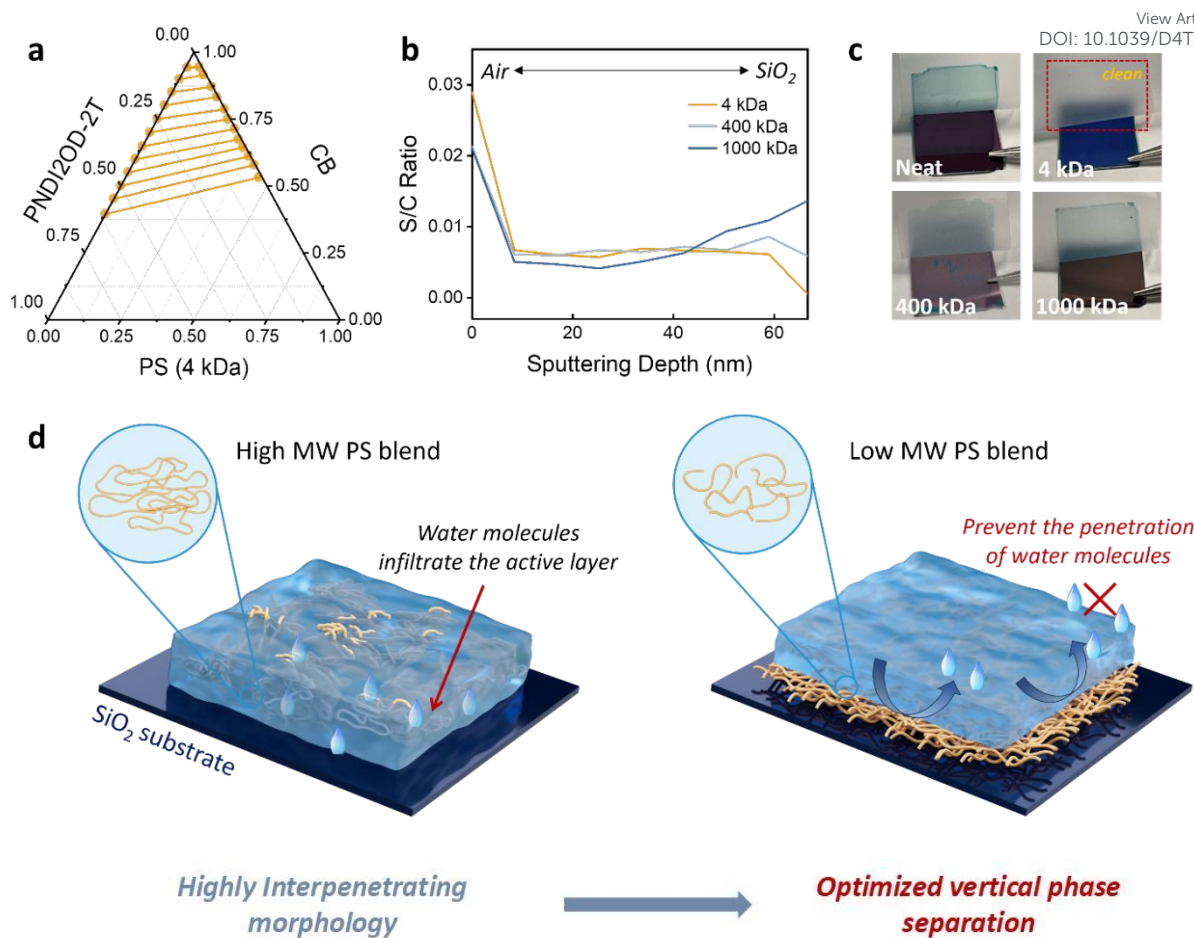 View Art
DOI: 10.1039/D4T
a
0.00
1.00
0.25
0.75
PNDI2OD-2T
CB
0.50
0.50
0.75
0.25
1.00
0.00
0.00 0.25 0.50 0.75 1.00
PS (4 kDa)
b
Air
SiO2
0.03
4 kDa
400 kDa
1000 kDa
0.02
S/C Ratio
0.01
0.00
0 20 40 60
Sputtering Depth (nm)
c
clean
Neat
4 kDa
400 kDa
1000 kDa
d
High MW PS blend
Water molecules
infiltrate the active layer
SiO2 substrate
Low MW PS blend
Prevent the penetration
of water molecules
Highly Interpenetrating
morphology
Optimized vertical phase
separation